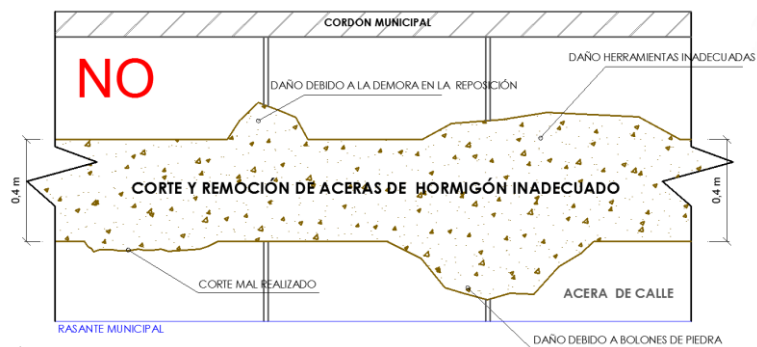 CORDON MUNICIPAL
NO
DAÑO HERRAMIENTAS INADECUADAS
DAÑO DEBIDO A LA DEMORA EN LA REPOSICIÓN
0,4 m
CORTE Y REMOCIÓN DE ACERAS DE HORMIGÓN INADECUADO
0,4 m
CORTE MAL REALIZADO
ACERA DE CALLE
RASANTE MUNICIPAL
DAÑO DEBIDO A BOLONES DE PIEDRA